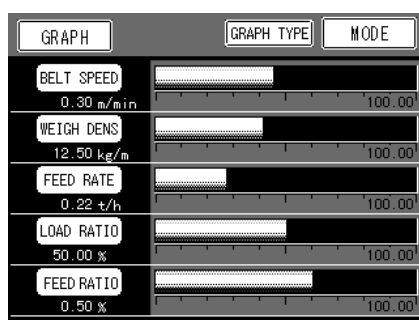 GRAPH GRAPH TYPE MODE
BELT SPEED
0.30 m/min 100.00
WEIGH DENS
12.50 kg/m 100.00
FEED RATE
0.22 t/h 100.00
LOAD RATIO
50.00 % 100.00
FEED RATIO
0.50 % 100.00